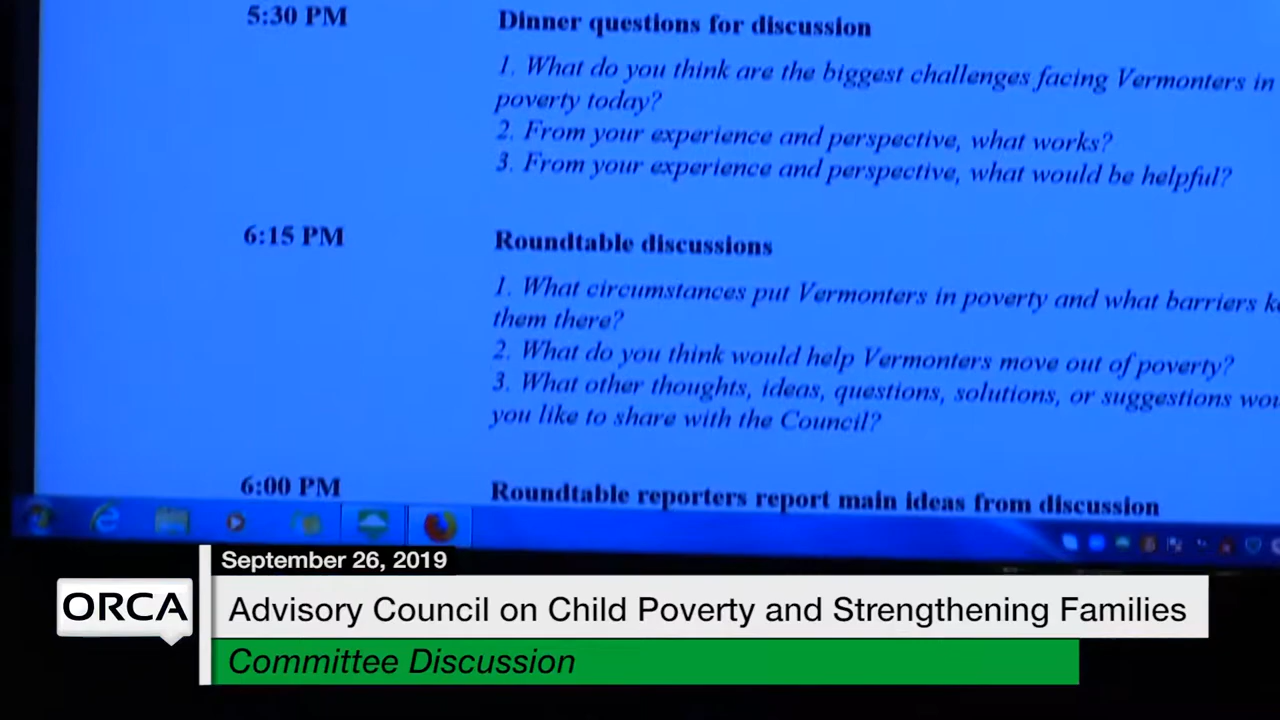 5:30 PM Dinner questions for discussion
1. What do you think are the biggest challenges facing Vermonters in
poverty today?
2. From your experience and perspective, what works?
3. From your experience and perspective, what would be helpful?
6:15 PM Roundtable discussions
1. What circumstances put Vermonters in poverty and what barriers
them there?
2. What do you think would help Vermonters move out of poverty?
3. What other thoughts, ideas, questions, solutions, or suggestions
you like to share with the Council?
6:00 PM Roundtable reporters report main ideas from discussion
September 26, 2019
ORCA
Advisory Council on Child Poverty and Strengthening Families
Committee Discussion